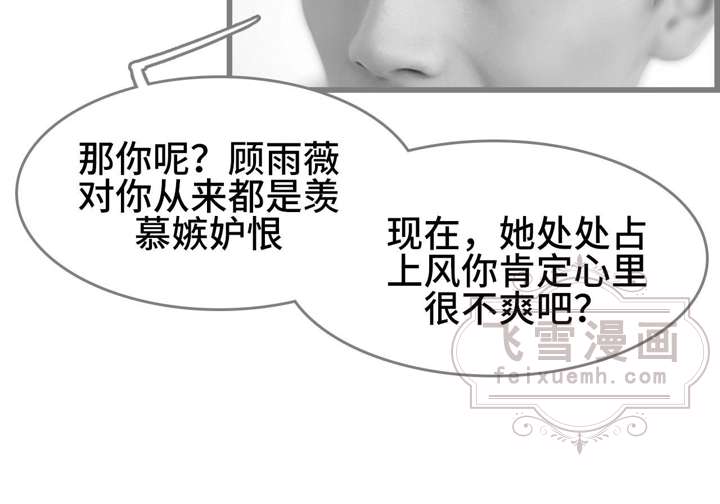 那你呢？顾雨薇
对你从来都是羡
慕嫉妒恨
现在，她处处占
上风你肯定心里
很不爽吧？
飞雪漫画
feixuemh.com